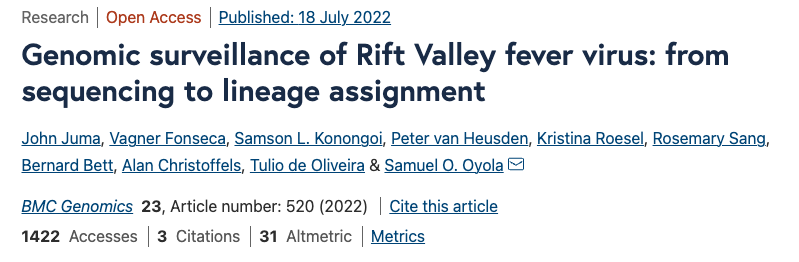 Research | Open Access | Published: 18 July 2022
Genomic surveillance of Rift Valley fever virus: from
sequencing to lineage assignment
John Juma, Vagner Fonseca, Samson L. Konongoi, Peter van Heusden, Kristina Roesel, Rosemary Sang,
Bernard Bett, Alan Christoffels, Tulio de Oliveira & Samuel O. Oyola
BMC Genomics 23, Article number: 520 (2022) | Cite this article
1422 Accesses | 3 Citations | 31 Altmetric | Metrics